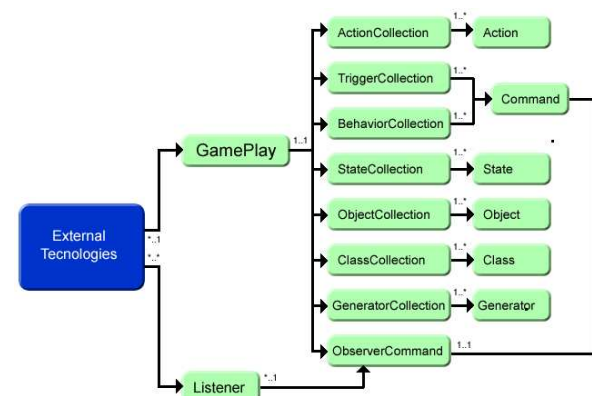 ActionCollection
1..*
Action
TriggerCollection
1..*
Command
BehaviorCollection
1..*
GamePlay
1..1
StateCollection
1..*
State
ObjectCollection
1..*
Object
External
Tecnologies
*..1
*..*
ClassCollection
1..*
Class
GeneratorCollection
1..*
Generator
ObserverCommand
1..1
Listener
*..1